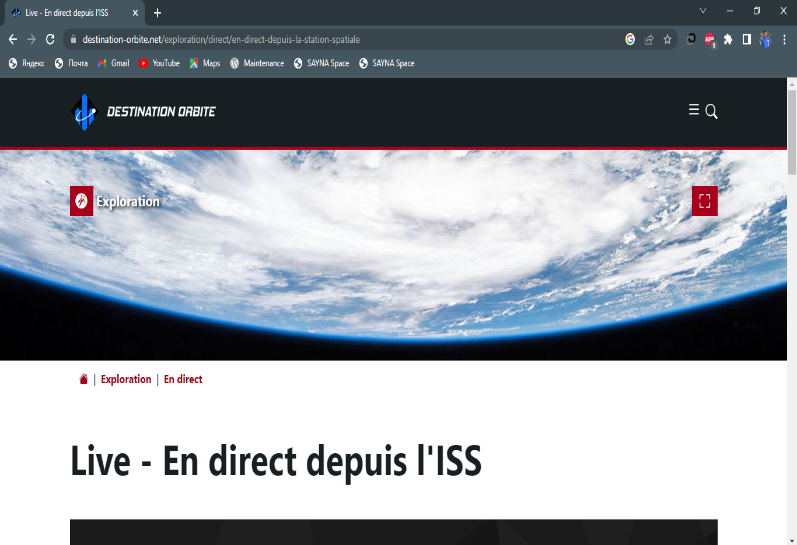 Live - En direct depuis l'ISS
destination-orbite.net/exploration/direct/en-direct-depuis-la-station-spatiale
1
Яндекс Почта Gmail YouTube Maps Maintenance SAYNA Space SAYNA Space
DESTINATION ORBITE
Exploration
| Exploration | En direct
Live - En direct depuis l'ISS